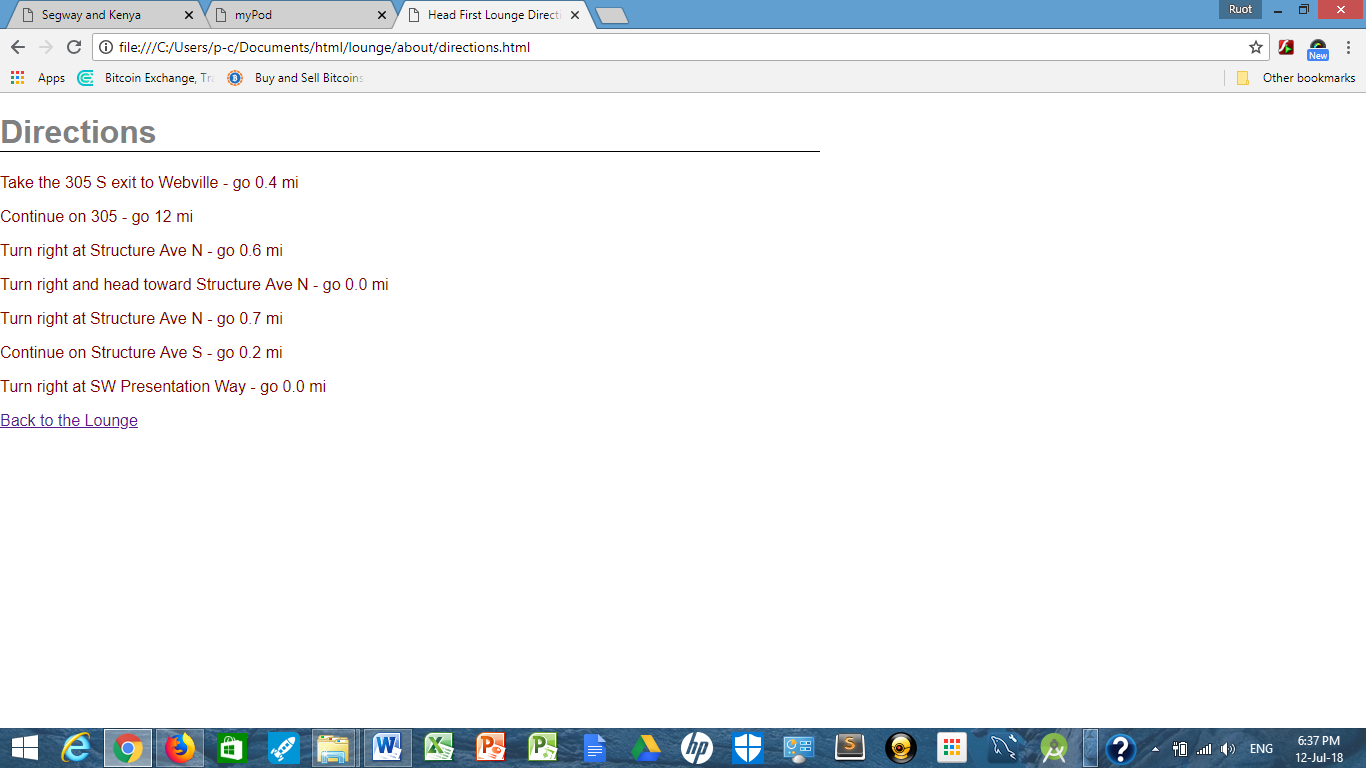 Segway and Kenya
myPod
Head First Lounge Directi
Ruot
file:///C:/Users/p-c/Documents/html/lounge/about/directions.html
New
Apps
Bitcoin Exchange, Tra
Buy and Sell Bitcoins
Other bookmarks
Directions
Take the 305 S exit to Webville - go 0.4 mi
Continue on 305 - go 12 mi
Turn right at Structure Ave N - go 0.6 mi
Turn right and head toward Structure Ave N - go 0.0 mi
Turn right at Structure Ave N - go 0.7 mi
Continue on Structure Ave S - go 0.2 mi
Turn right at SW Presentation Way - go 0.0 mi
Back to the Lounge
ENG
6:37 PM
12-Jul-18